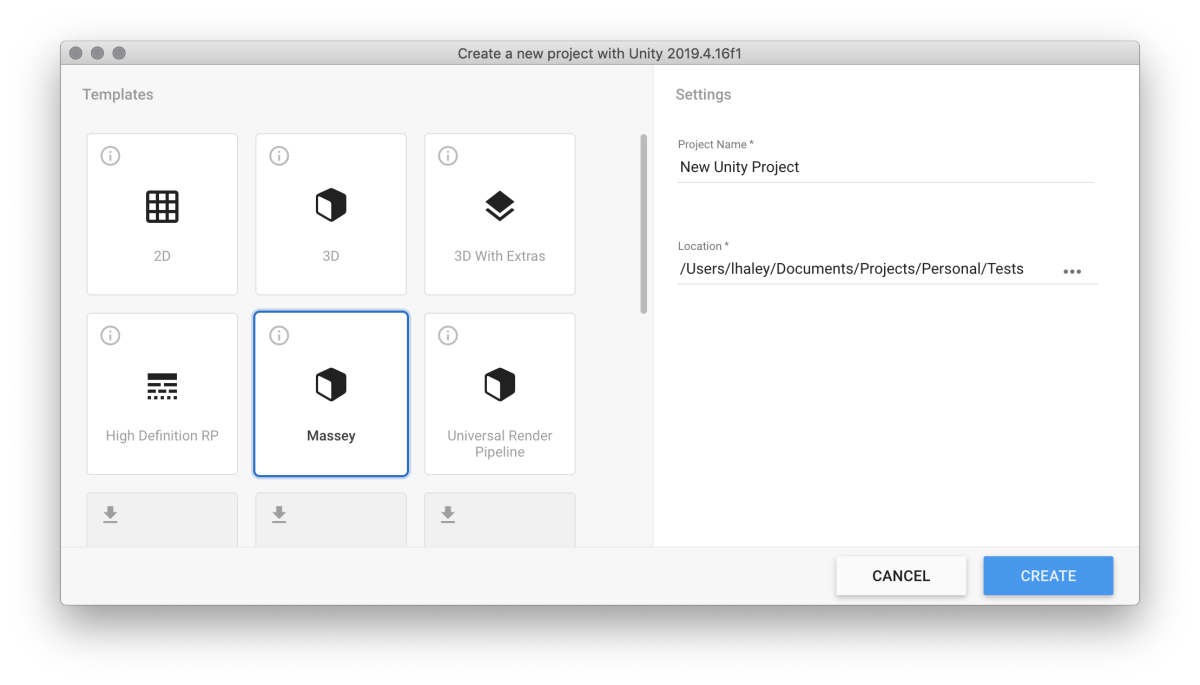 Create a new project with Unity 2019.4.16f1
Templates
2D
3D
3D With Extras
High Definition RP
Massey
Universal Render
Pipeline
Settings
Project Name *
New Unity Project
Location *
/Users/lhaley/Documents/Projects/Personal/Tests
CANCEL
CREATE